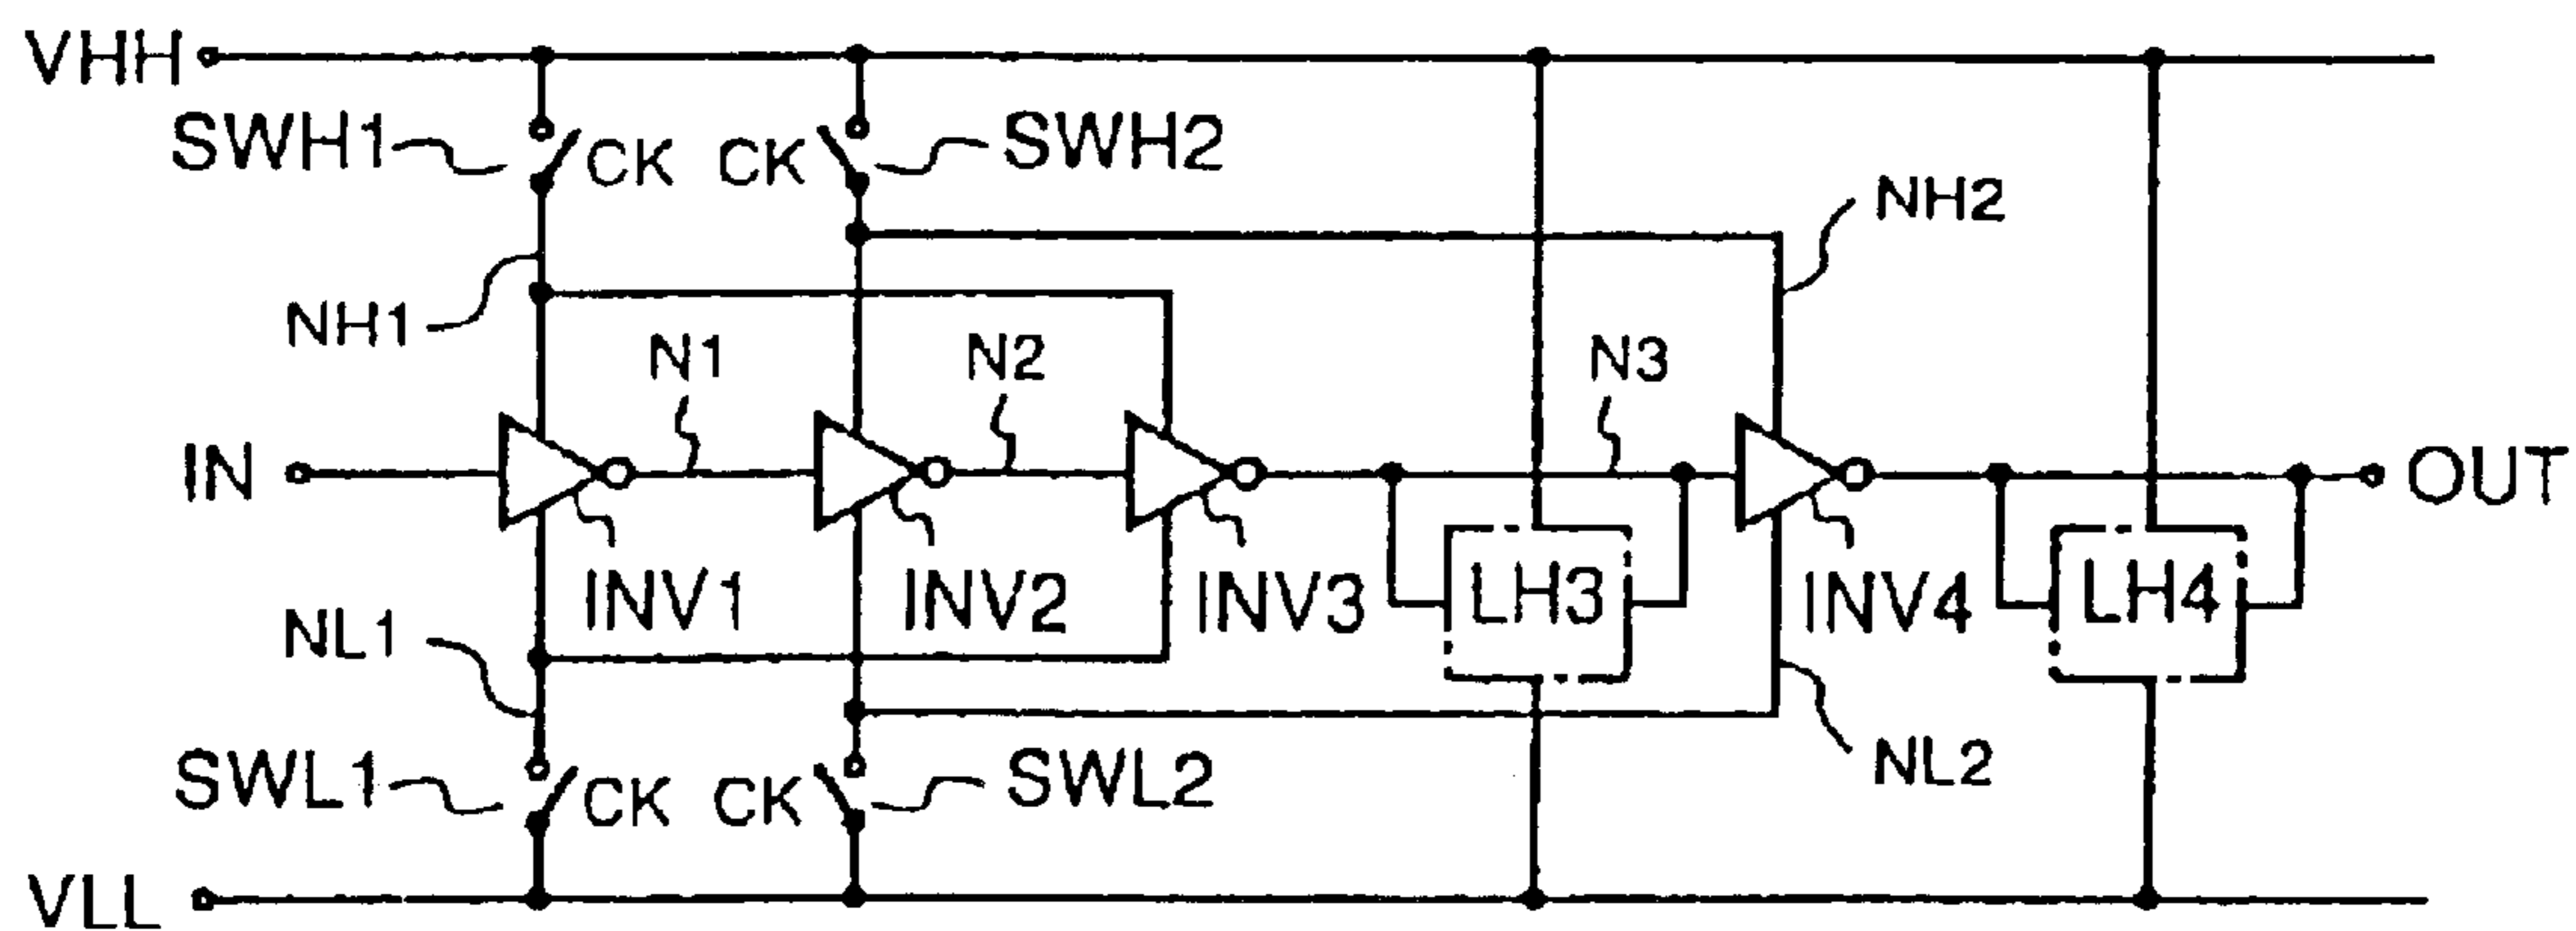 VHH
SWH1
CK
CK
SWH2
NH2
NH1
N1
N2
N3
IN
OUT
INV1
INV2
INV3
LH3
INV4
LH4
NL1
NL2
SWL1
CK
CK
SWL2
VLL